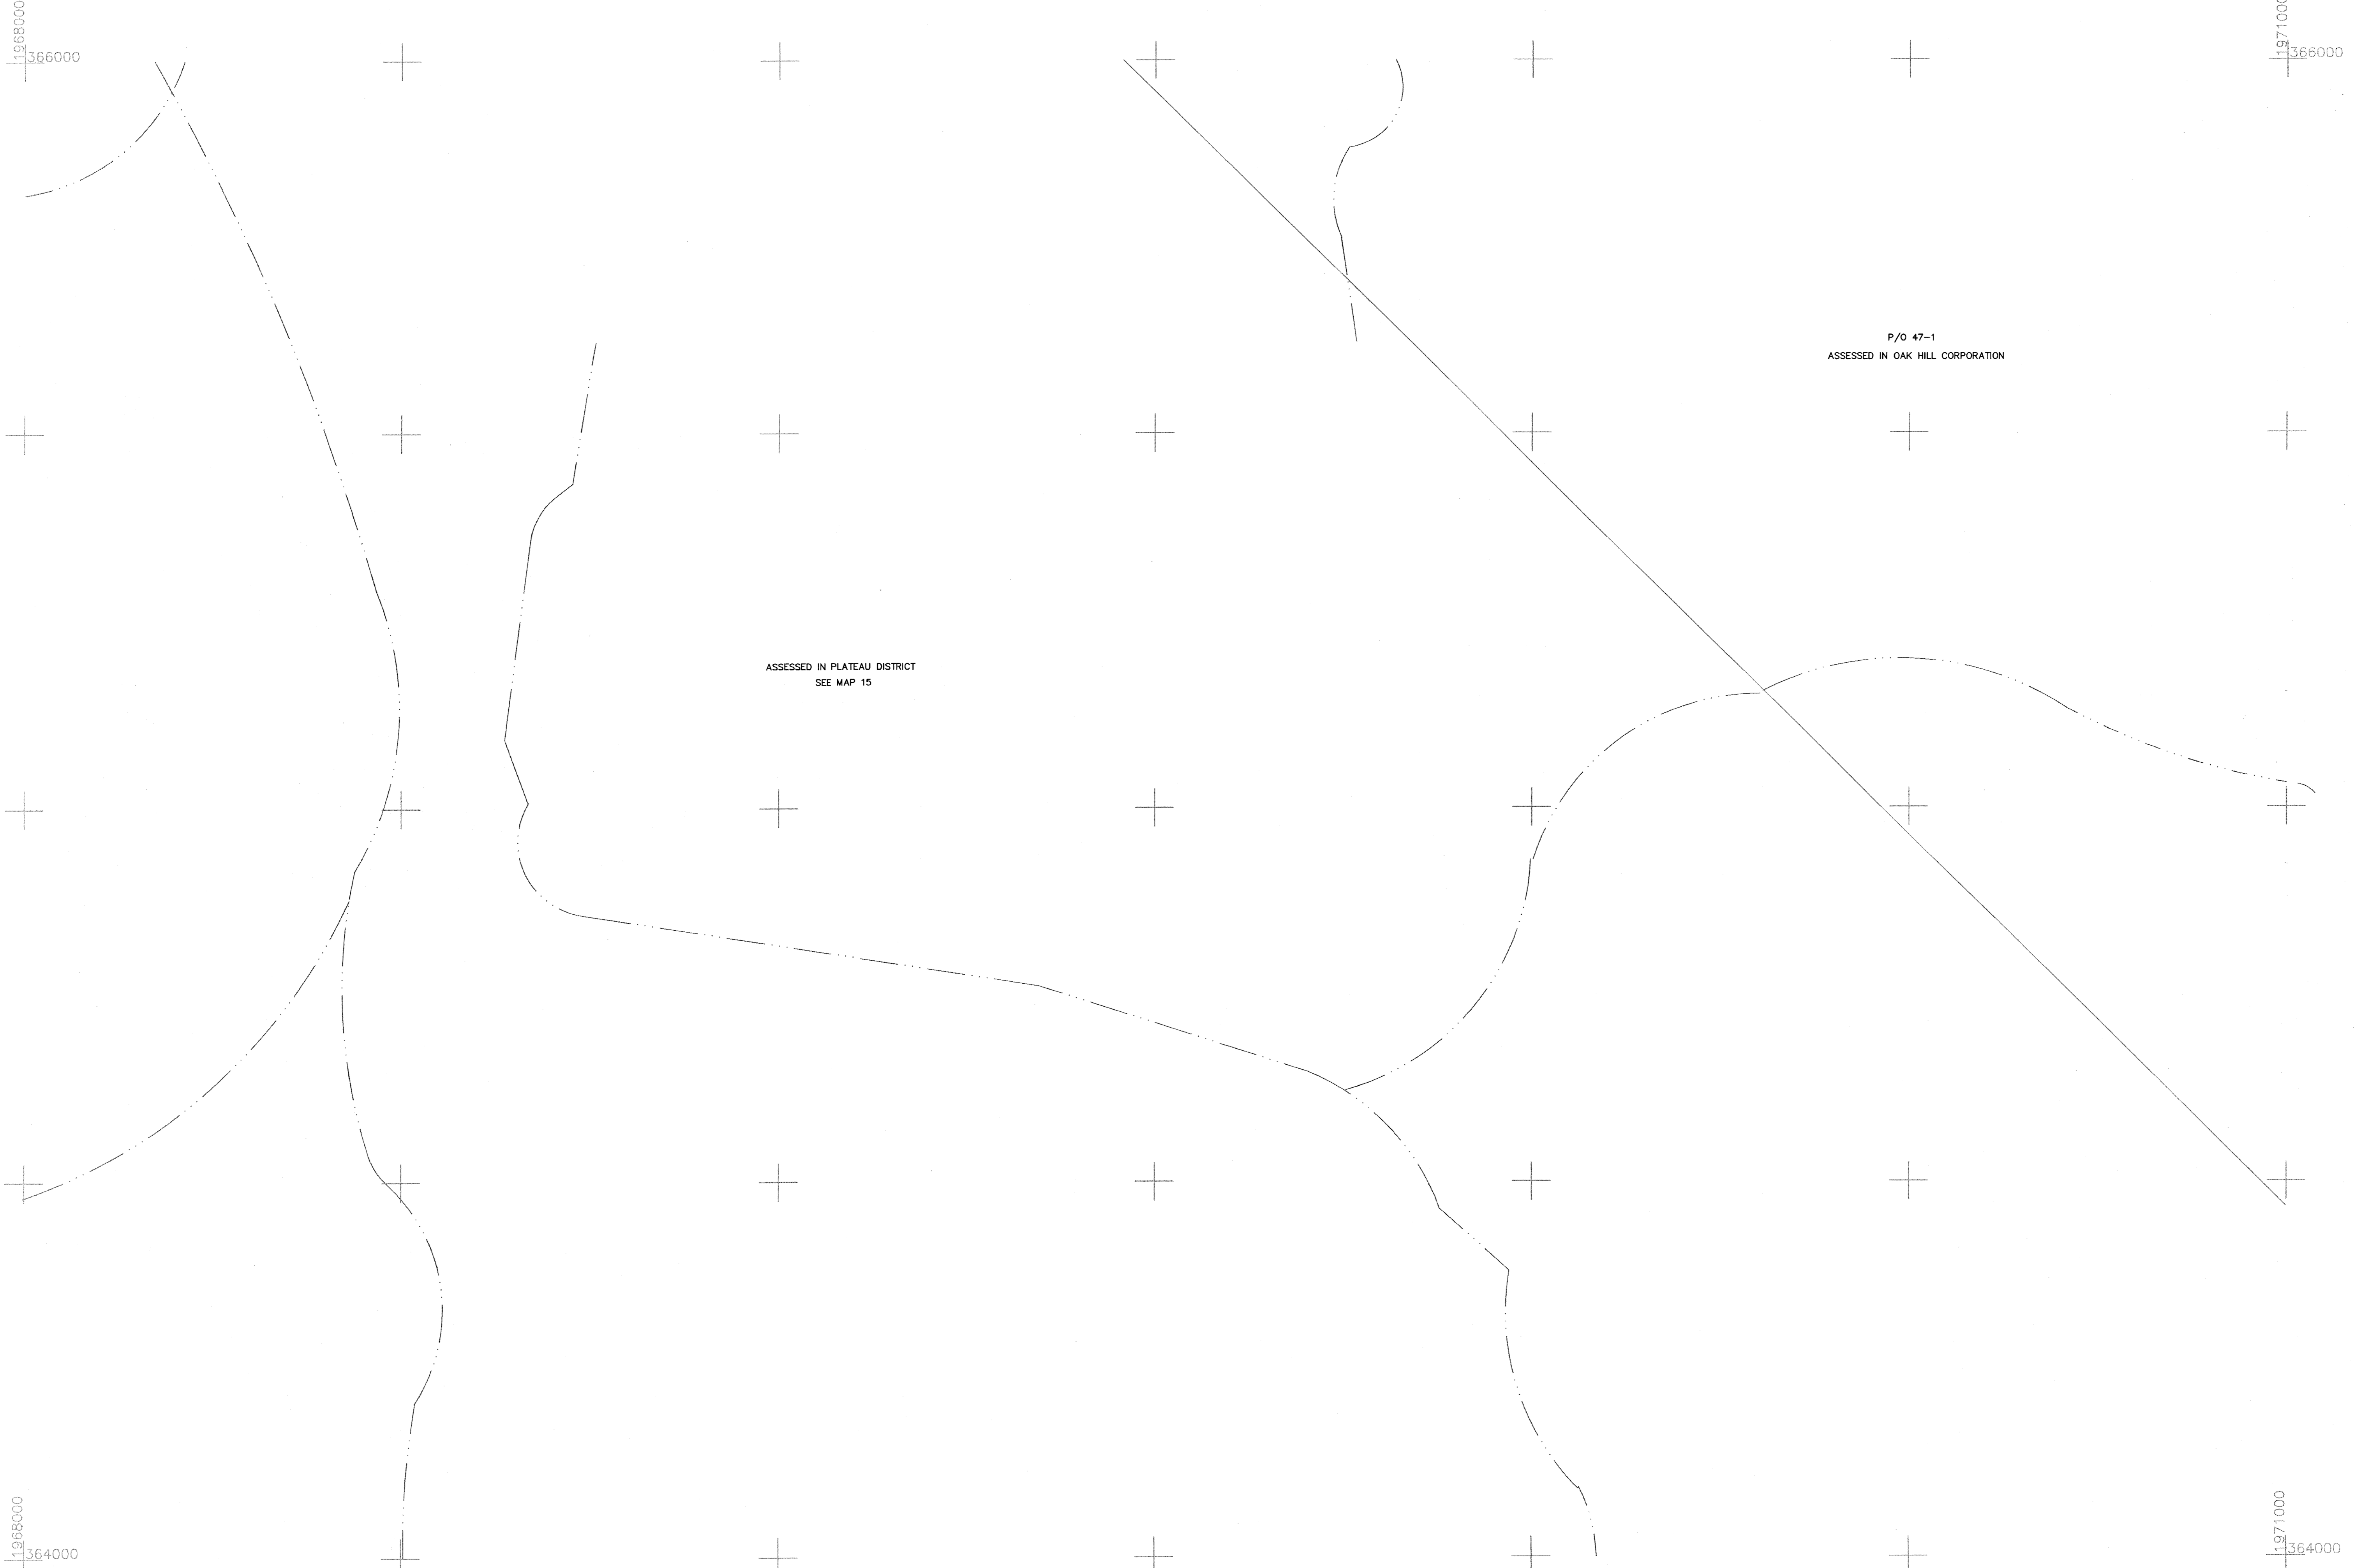 1968000
366000
1971000
366000
P/O 47-1
ASSESSED IN OAK HILL CORPORATION
ASSESSED IN PLATEAU DISTRICT
SEE MAP 15
1968000
364000
1971000
364000